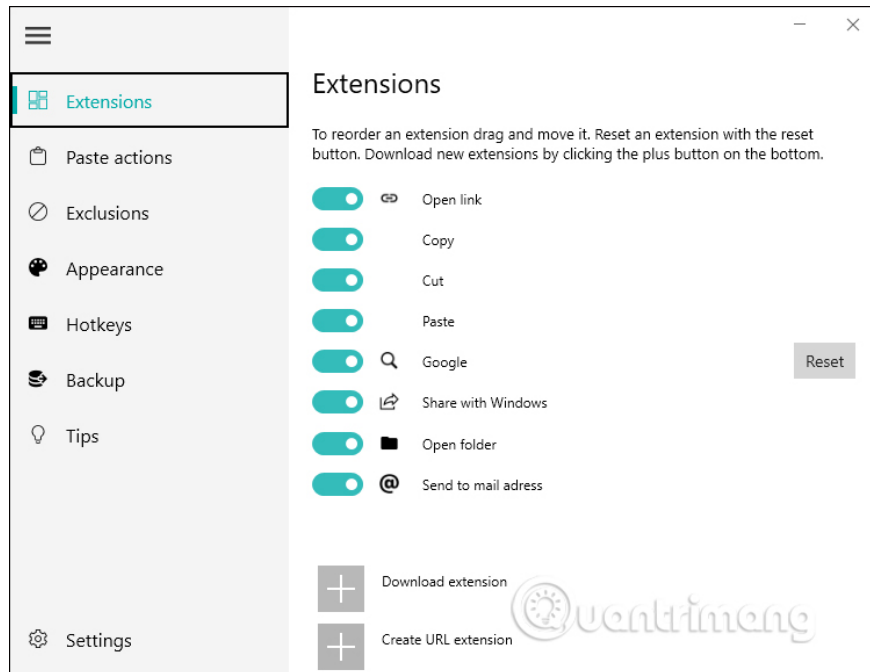 Extensions
Paste actions
Exclusions
Appearance
Hotkeys
Backup
Tips
Settings
Extensions
To reorder an extension drag and move it. Reset an extension with the reset
button. Download new extensions by clicking the plus button on the bottom.
Open link
Copy
Cut
Paste
Google
Reset
Share with Windows
Open folder
Send to mail adress
Download extension
Create URL extension
Quantrimang